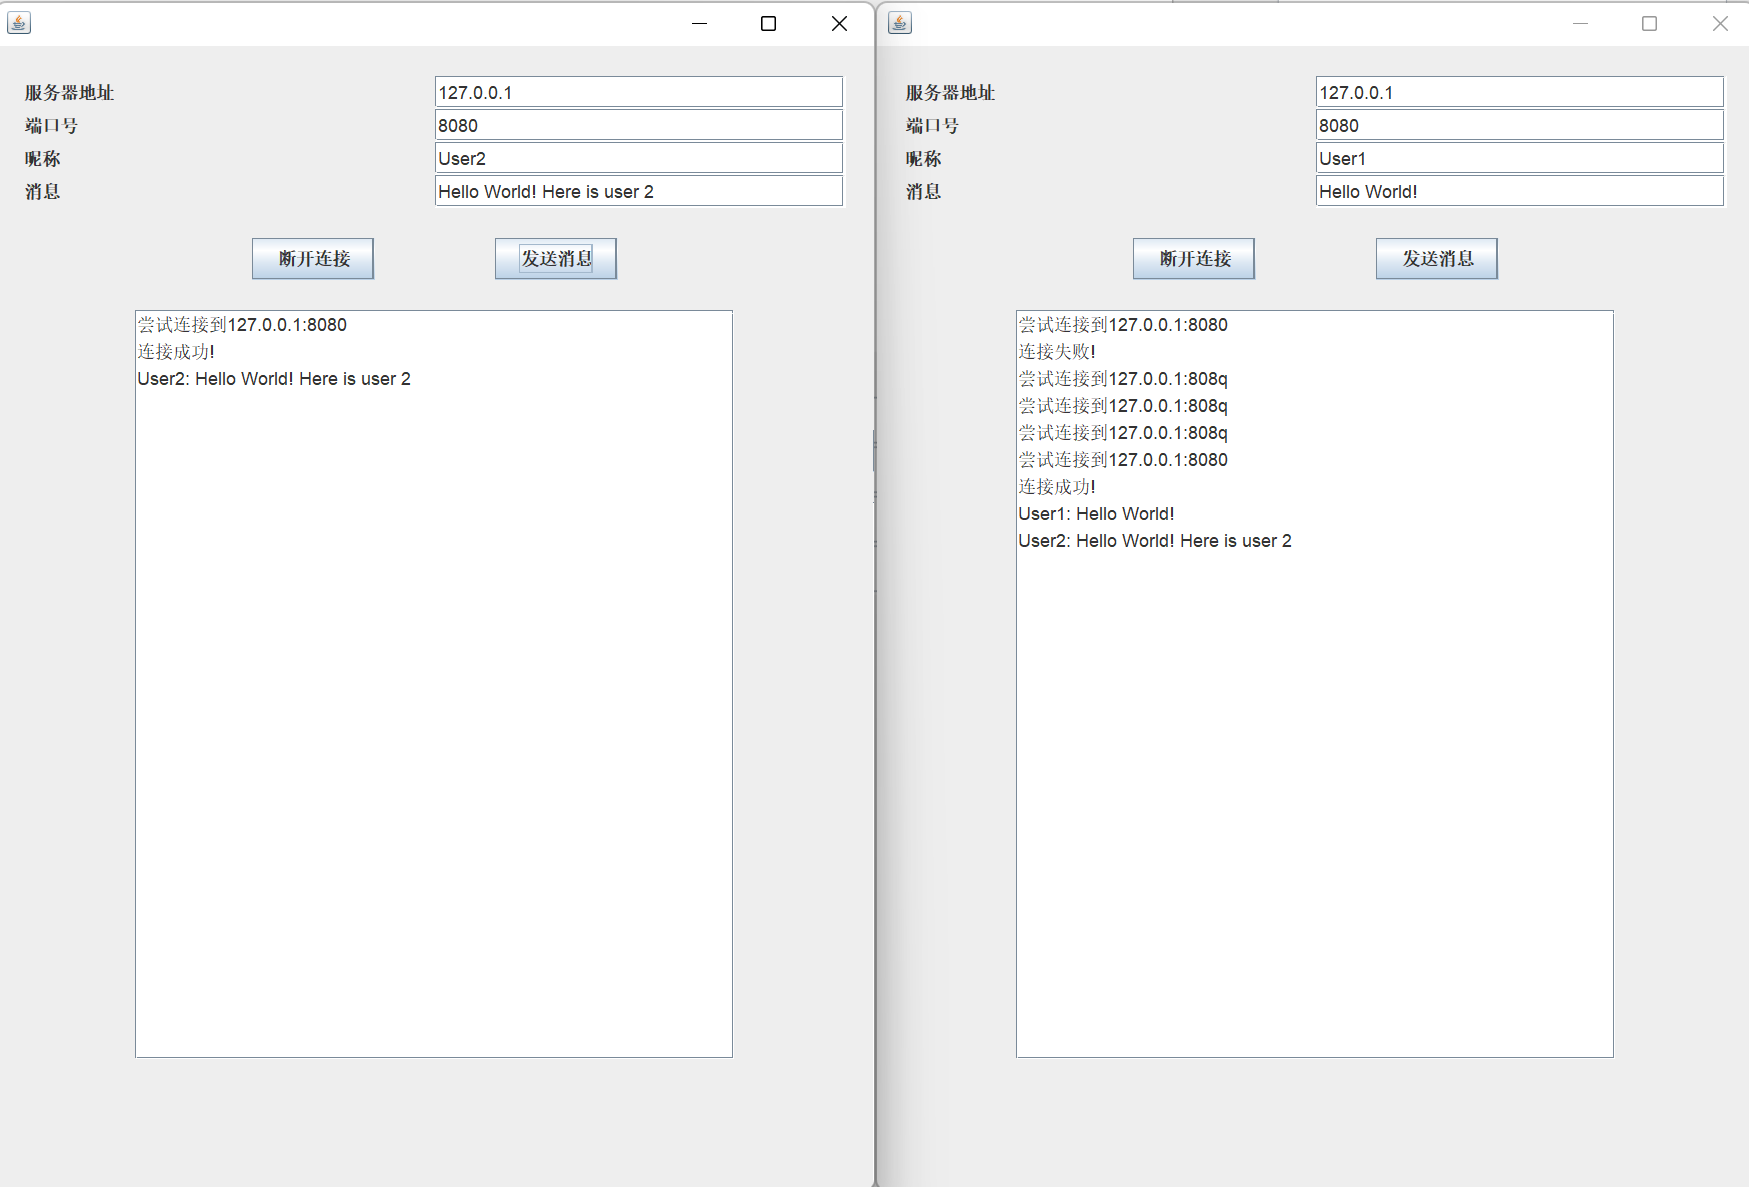 服务器地址 127.0.0.1
端口号 8080
昵称 User2
消息 Hello World! Here is user 2
断开连接 发送消息
尝试连接到127.0.0.1:8080
连接成功!
User2: Hello World! Here is user 2
服务器地址 127.0.0.1
端口号 8080
昵称 User1
消息 Hello World!
断开连接 发送消息
尝试连接到127.0.0.1:8080
连接失败!
尝试连接到127.0.0.1:808q
尝试连接到127.0.0.1:808q
尝试连接到127.0.0.1:808q
尝试连接到127.0.0.1:8080
连接成功!
User1: Hello World!
User2: Hello World! Here is user 2